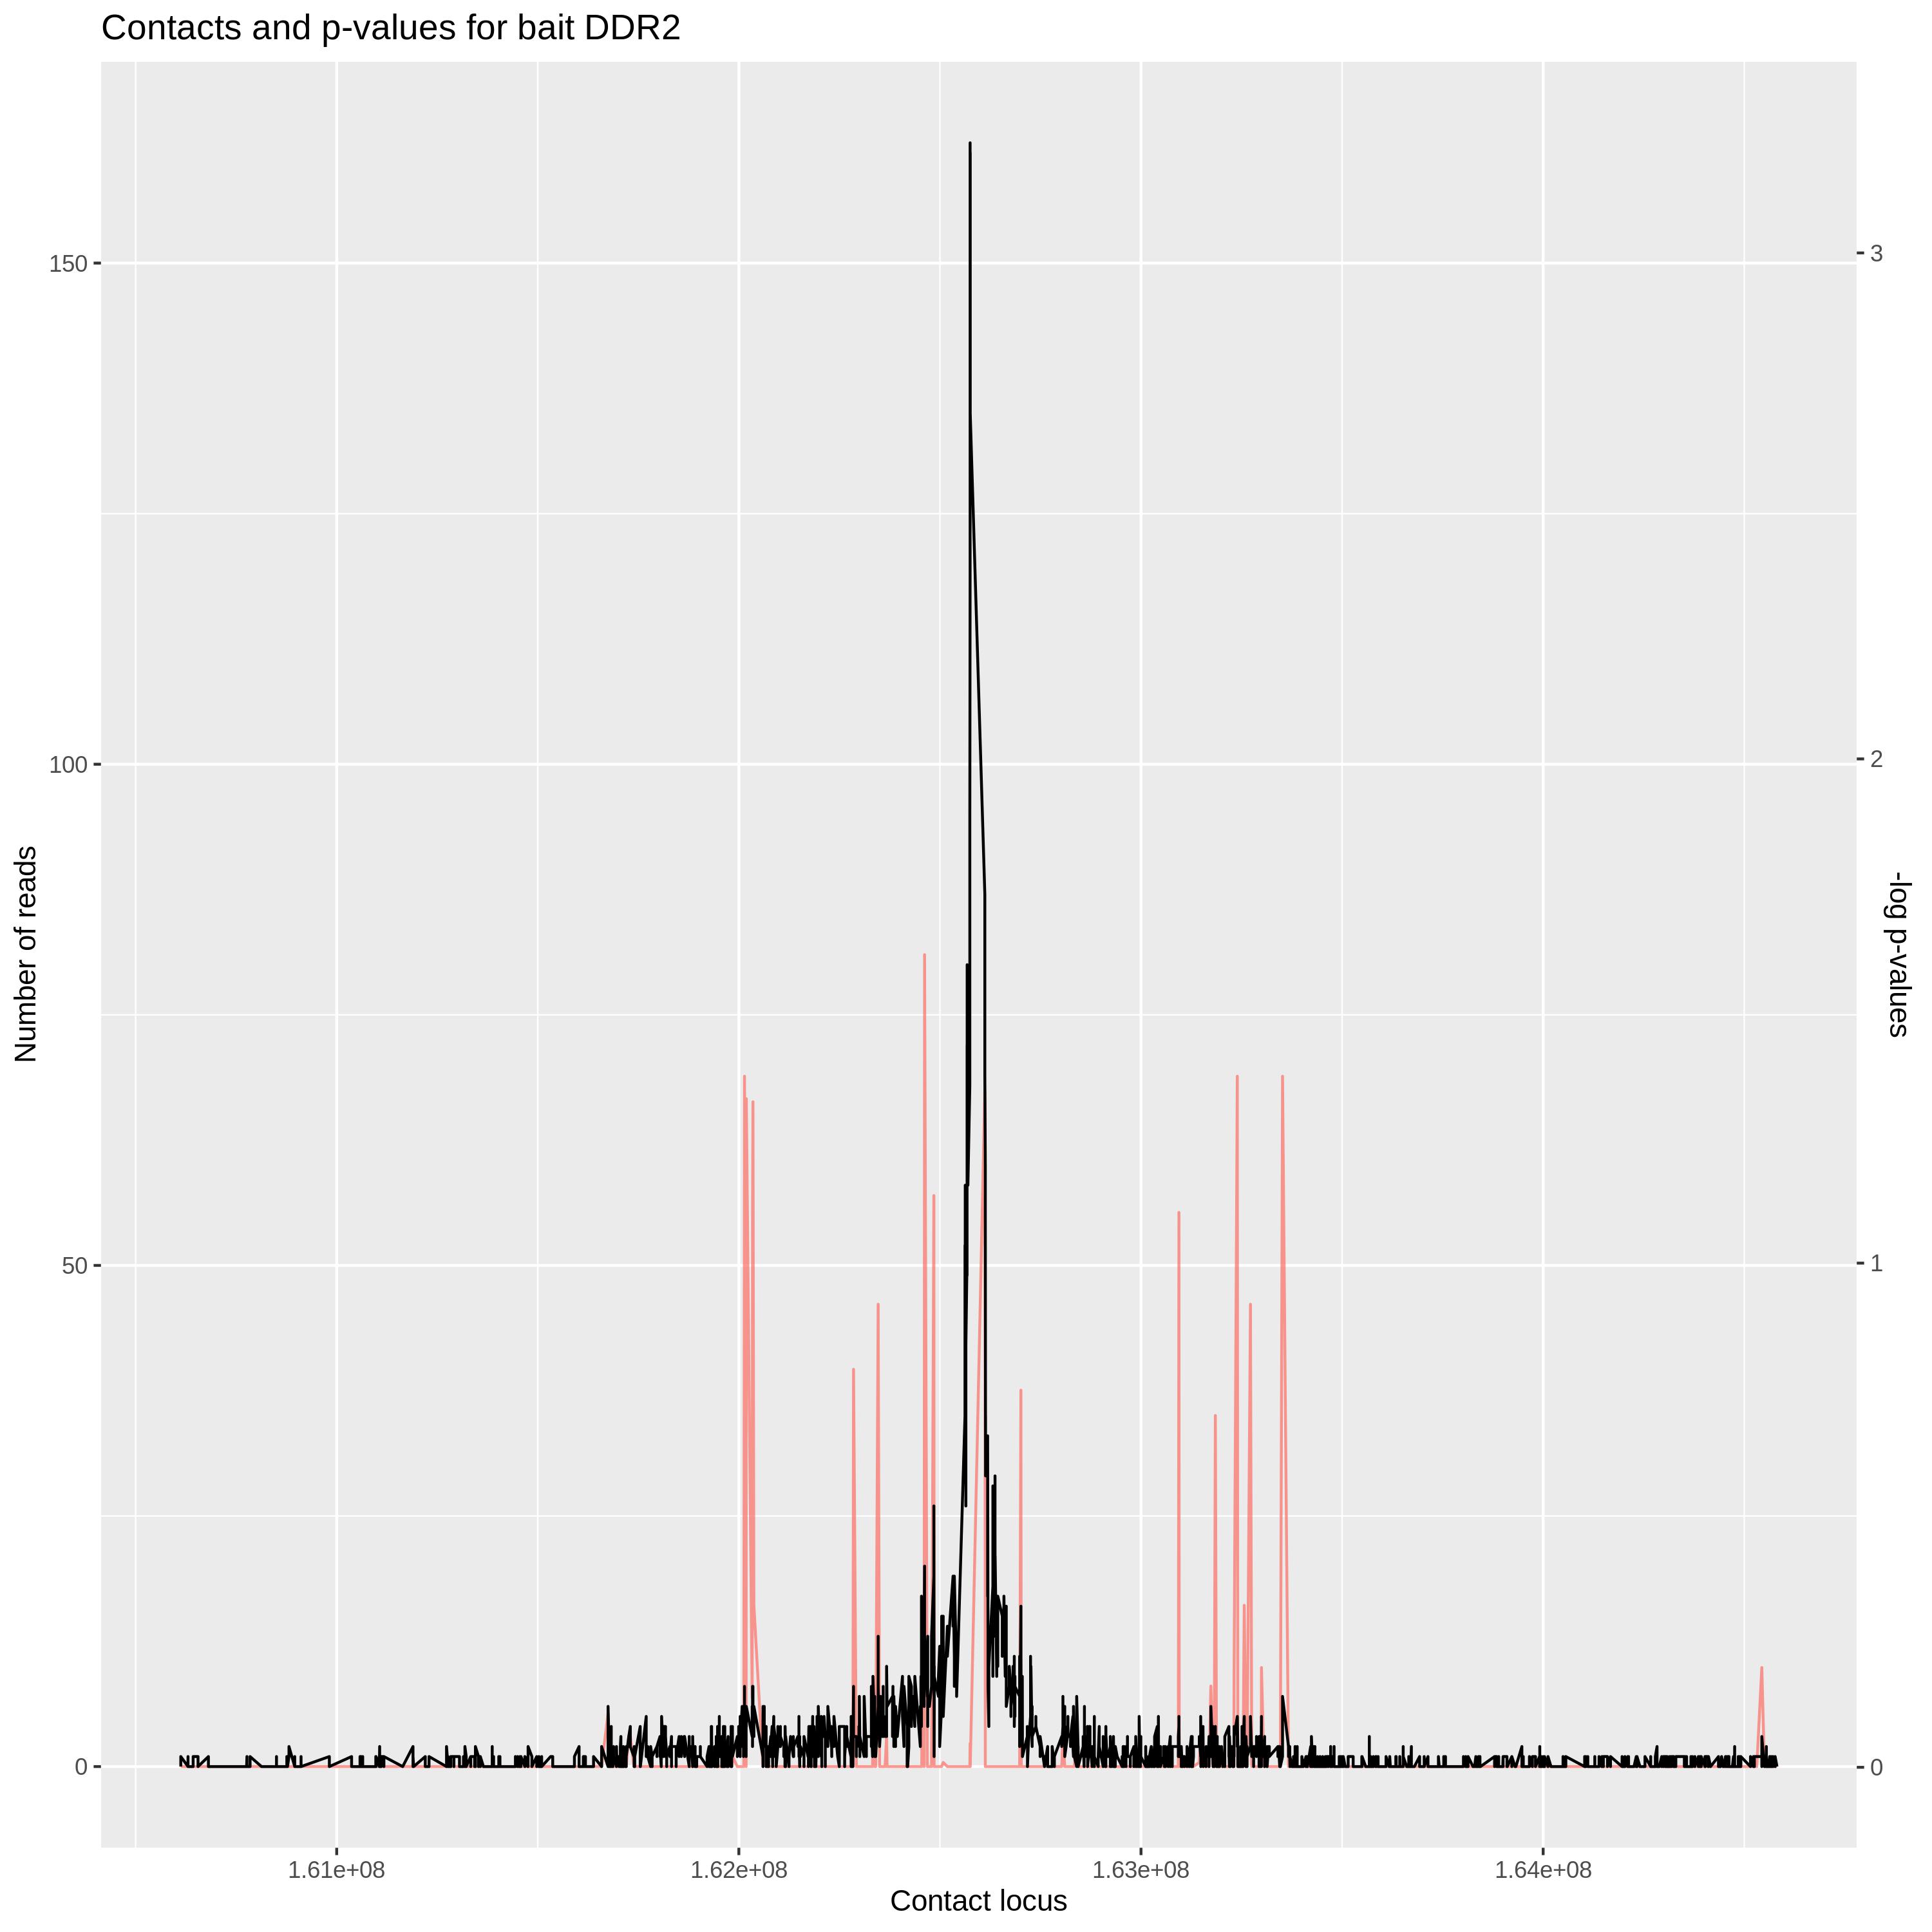 Contacts and p-values for bait DDR2
150
100
50
0
3
2
1
0
Number of reads
-log p-values
1.61e+08
1.62e+08
1.63e+08
1.64e+08
Contact locus